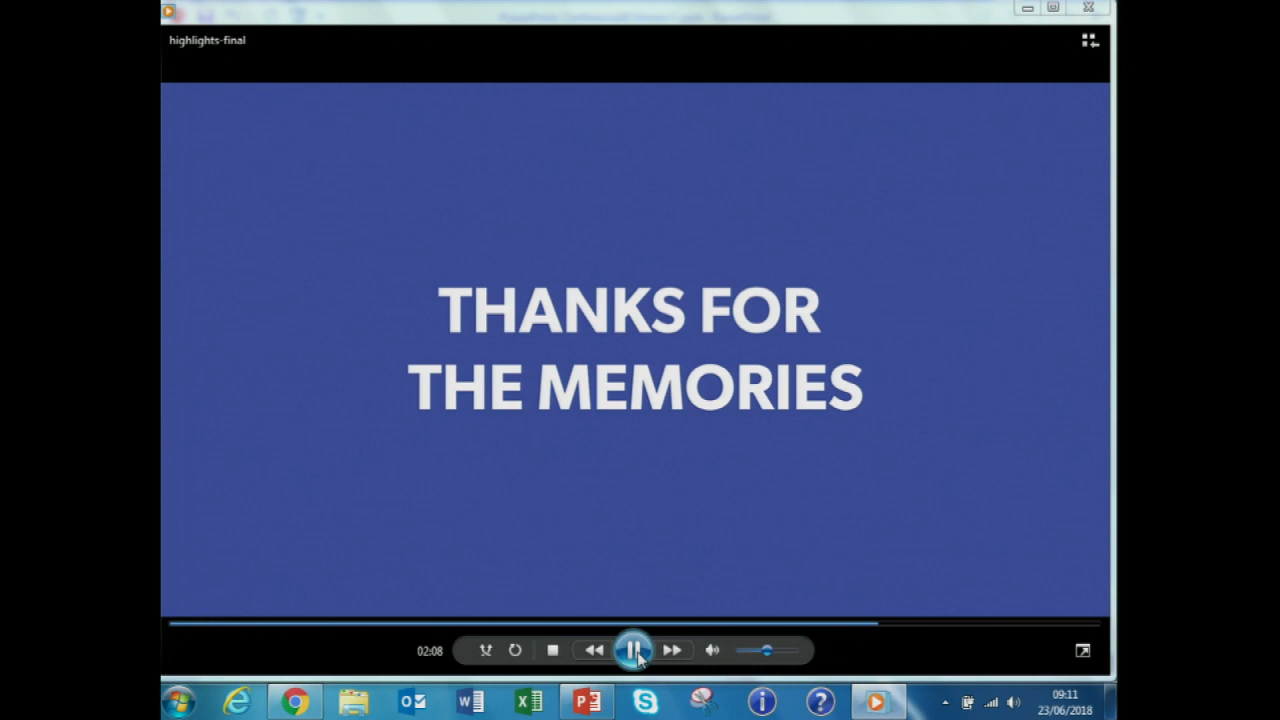 highlights-final
THANKS FOR
THE MEMORIES
02:08
09:11
23/06/2018